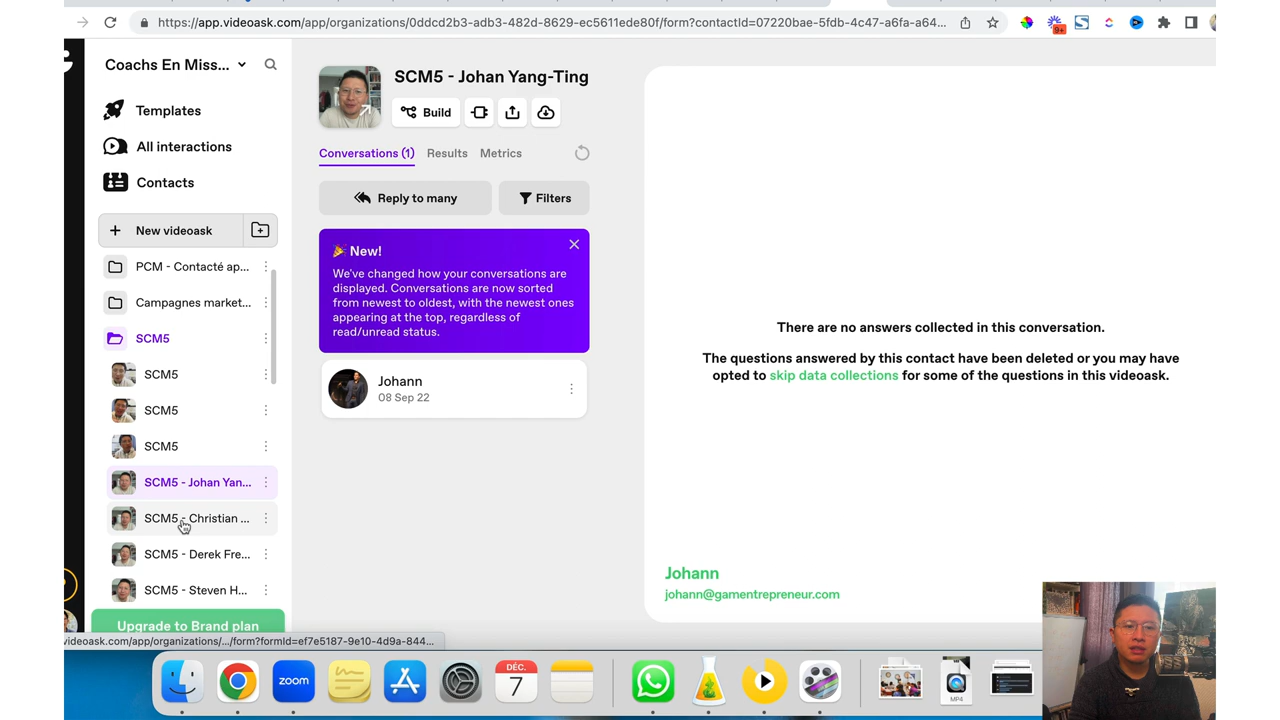 https://app.videoask.com/app/organizations/0ddcd2b3-adb3-482d-8629-ec5611ede80f/form?contactId=07220bae-5fdb-4c47-a6fa-a64...
9+
Coachs En Miss...
Templates
All interactions
Contacts
New videoask
PCM - Contacté ap...
Campagnes market...
SCM5
SCM5
SCM5
SCM5
SCM5 - Johan Yan...
SCM5 - Christian ...
SCM5 - Derek Fre...
SCM5 - Steven H...
Upgrade to Brand plan
videoask.com/app/organizations/.../form?formId=ef7e5187-9e10-4d9a-844...
SCM5 - Johan Yang-Ting
Build
Conversations (1) Results Metrics
Reply to many
Filters
New!
We've changed how your conversations are
displayed. Conversations are now sorted
from newest to oldest, with the newest ones
appearing at the top, regardless of
read/unread status.
Johann
08 Sep 22
There are no answers collected in this conversation.
The questions answered by this contact have been deleted or you may have
opted to skip data collections for some of the questions in this videoask.
Johann
johann@gamentrepreneur.com
zoom
DÉC.
7
MP4